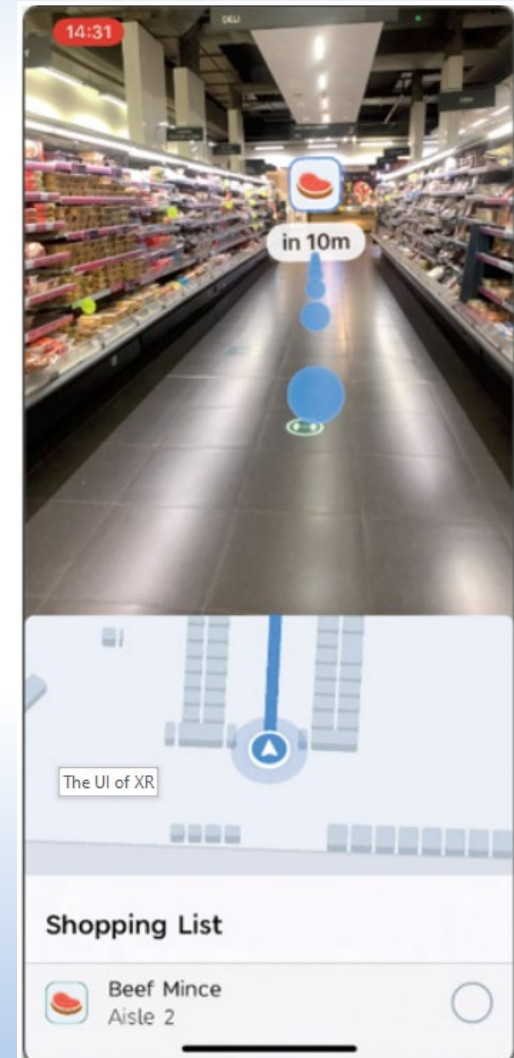 14:31
DELI
in 10m
The UI of XR
Shopping List
Beef Mince
Aisle 2